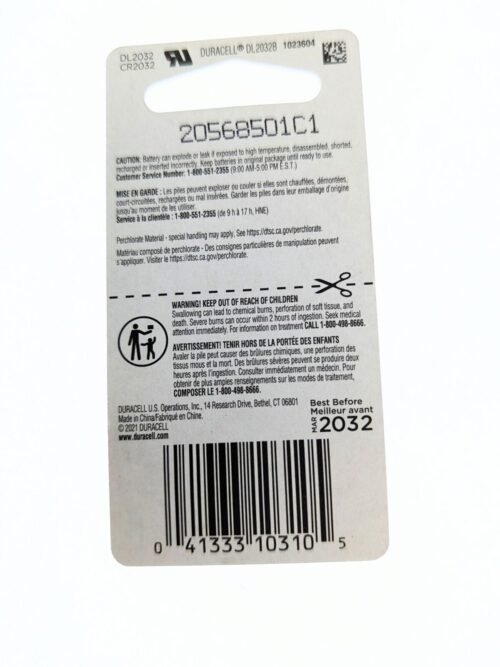 DL2032
CR2032
DURACELL® DL2032B 1023604
20568501C1
CAUTION: Battery can explode or leak if exposed to high temperature, disassembled, shorted,
recharged or inserted incorrectly. Keep batteries in original package until ready to use.
Customer Service Number: 1-800-551-2355 (9:00 AM-5:00 PM E.S.T.)
MISE EN GARDE : Les piles peuvent exploser ou couler si elles sont chauffées, démontées,
court-circuitées, rechargées ou mal insérées. Garder les piles dans leur emballage d'origine
jusqu'au moment de les utiliser.
Service à la clientèle : 1-800-551-2355 (de 9 h à 17 h, HNE)
Perchlorate Material - special handling may apply, See https://dtsc.ca.gov/perchlorate.
Matériau composé de perchlorate - Des consignes particulières de manipulation peuvent
s'appliquer. Visiter le https://dtsc.ca.gov/perchlorate.
WARNING! KEEP OUT OF REACH OF CHILDREN
Swallowing can lead to chemical burns, perforation of soft tissue, and
death. Severe burns can occur within 2 hours of ingestion. Seek medical
attention immediately. For information on treatment CALL 1-800-498-8666.
AVERTISSEMENT! TENIR HORS DE LA PORTÉE DES ENFANTS
Avaler la pile peut causer des brûlures chimiques, une perforation des
tissus mous et la mort. Des brûlures sévères peuvent se produire deux
heures après l'ingestion. Consulter immédiatement un médecin. Pour
obtenir de plus amples renseignements sur les modes de traitement,
COMPOSER LE 1-800-498-8666.
DURACELL U.S. Operations, Inc., 14 Research Drive, Bethel, CT 06801
Made in China/Fabriqué en Chine.
© 2021 DURACELL
www.duracell.com
Best Before
Meilleur avant
MAR 2032
0 41333 10310 5